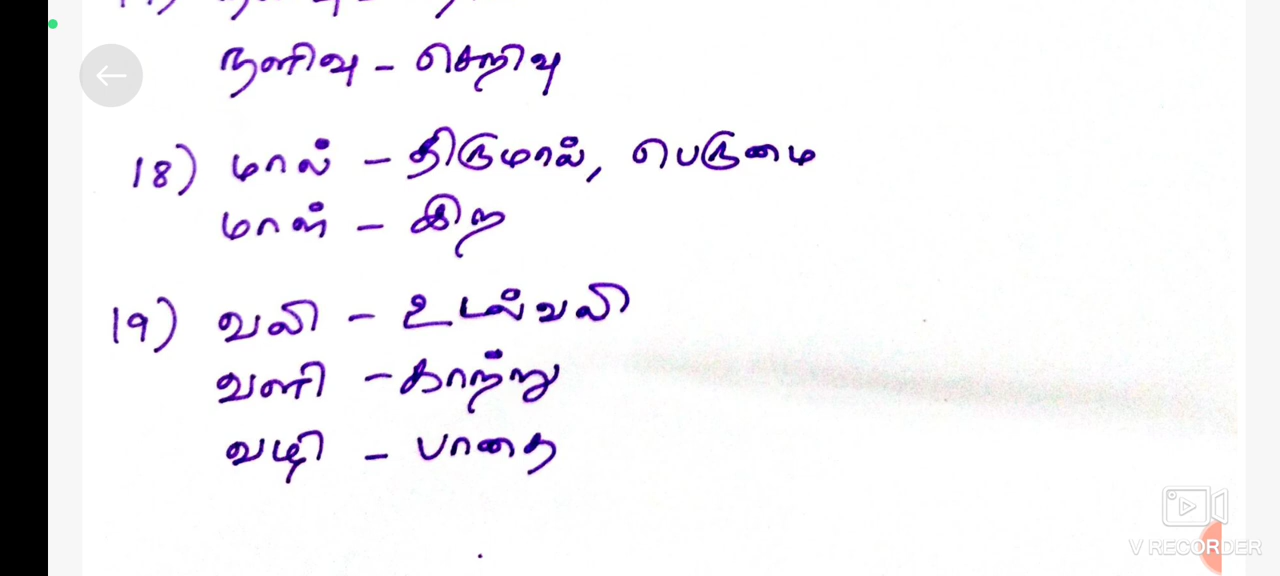 நளிவு - செறிவு
18) மால் - திருமால், பெருமை
மாள் - இற
19) வலி - உடல்வலி
வளி - காற்று
வழி - பாதை
V RECORDER